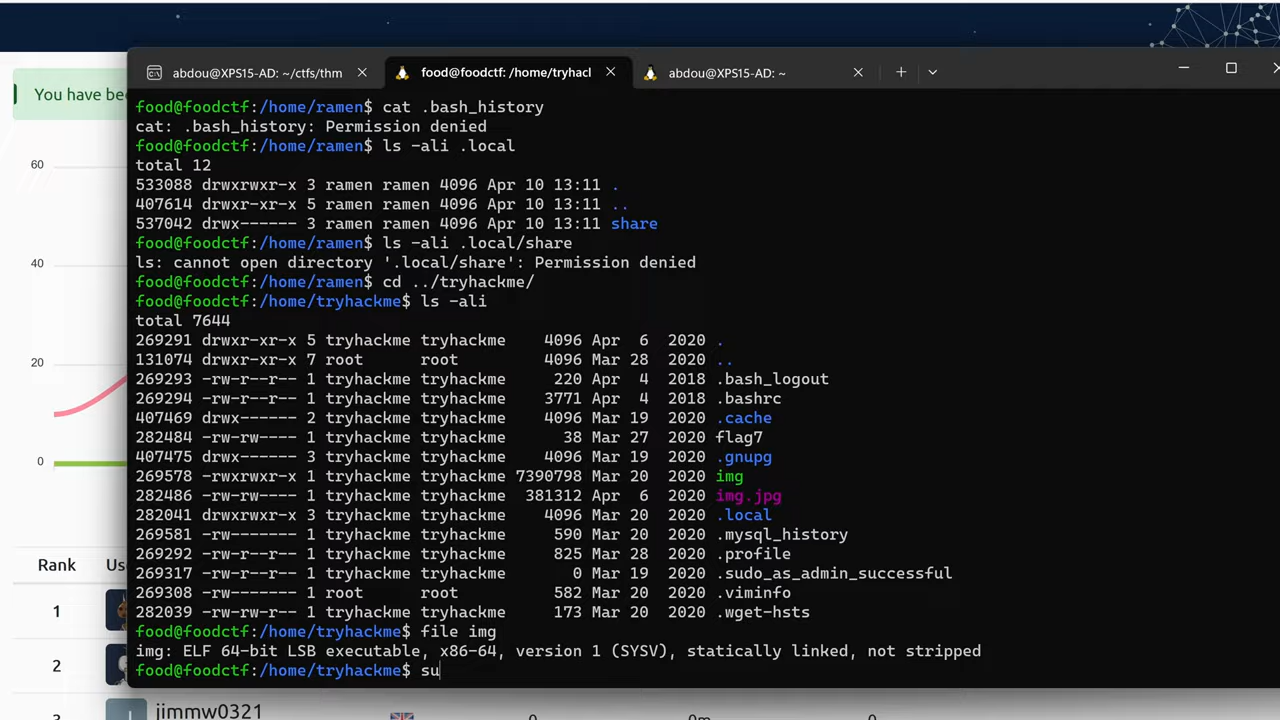 abdou@XPS15-AD: ~/ctfs/thm
food@foodctf: /home/tryhacl
abdou@XPS15-AD: ~
You have bee
60
40
20
0
Rank Us
1
2
3 jimmw0321 0 0m 0
food@foodctf:/home/ramen$ cat .bash_history
cat: .bash_history: Permission denied
food@foodctf:/home/ramen$ ls -ali .local
total 12
533088 drwxrwxr-x 3 ramen ramen 4096 Apr 10 13:11 .
407614 drwxr-xr-x 5 ramen ramen 4096 Apr 10 13:11 ..
537042 drwx------ 3 ramen ramen 4096 Apr 10 13:11 share
food@foodctf:/home/ramen$ ls -ali .local/share
ls: cannot open directory '.local/share': Permission denied
food@foodctf:/home/ramen$ cd ../tryhackme/
food@foodctf:/home/tryhackme$ ls -ali
total 7644
269291 drwxr-xr-x 5 tryhackme tryhackme 4096 Apr 6 2020 .
131074 drwxr-xr-x 7 root root 4096 Mar 28 2020 ..
269293 -rw-r--r-- 1 tryhackme tryhackme 220 Apr 4 2018 .bash_logout
269294 -rw-r--r-- 1 tryhackme tryhackme 3771 Apr 4 2018 .bashrc
407469 drwx------ 2 tryhackme tryhackme 4096 Mar 19 2020 .cache
282484 -rw-rw---- 1 tryhackme tryhackme 38 Mar 27 2020 flag7
407475 drwx------ 3 tryhackme tryhackme 4096 Mar 19 2020 .gnupg
269578 -rwxrwxr-x 1 tryhackme tryhackme 7390798 Mar 20 2020 img
282486 -rw-rw---- 1 tryhackme tryhackme 381312 Apr 6 2020 img.jpg
282041 drwxrwxr-x 3 tryhackme tryhackme 4096 Mar 20 2020 .local
269581 -rw------- 1 tryhackme tryhackme 590 Mar 20 2020 .mysql_history
269292 -rw-r--r-- 1 tryhackme tryhackme 825 Mar 28 2020 .profile
269317 -rw-r--r-- 1 tryhackme tryhackme 0 Mar 19 2020 .sudo_as_admin_successful
269308 -rw------- 1 root root 582 Mar 20 2020 .viminfo
282039 -rw-rw-r-- 1 tryhackme tryhackme 173 Mar 20 2020 .wget-hsts
food@foodctf:/home/tryhackme$ file img
img: ELF 64-bit LSB executable, x86-64, version 1 (SYSV), statically linked, not stripped
food@foodctf:/home/tryhackme$ su